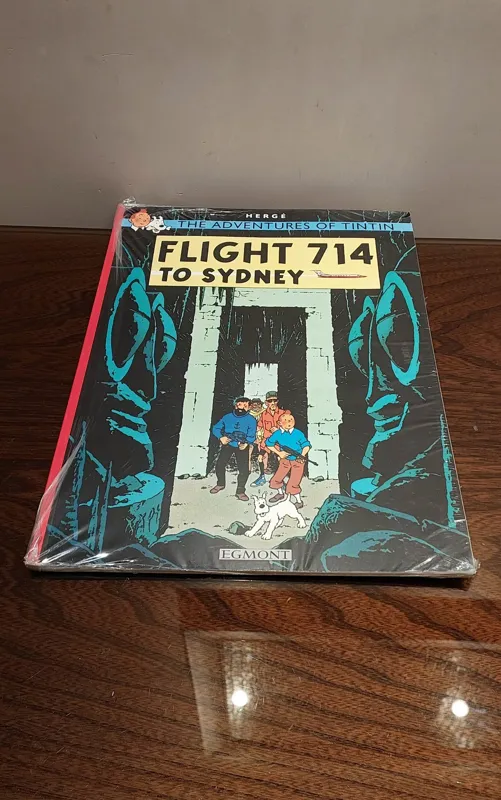 HERGÉ
THE ADVENTURES OF TINTIN
FLIGHT 714
TO SYDNEY
EGMONT